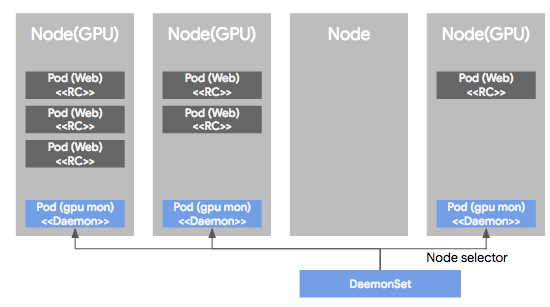 Node(GPU)
Pod (Web)
<<RC>>
Pod (Web)
<<RC>>
Pod (Web)
<<RC>>
Pod (gpu mon)
<<Daemon>>
Node(GPU)
Pod (Web)
<<RC>>
Pod (Web)
<<RC>>
Pod (gpu mon)
<<Daemon>>
Node
Node(GPU)
Pod (Web)
<<RC>>
Pod (gpu mon)
<<Daemon>>
Node selector
DaemonSet